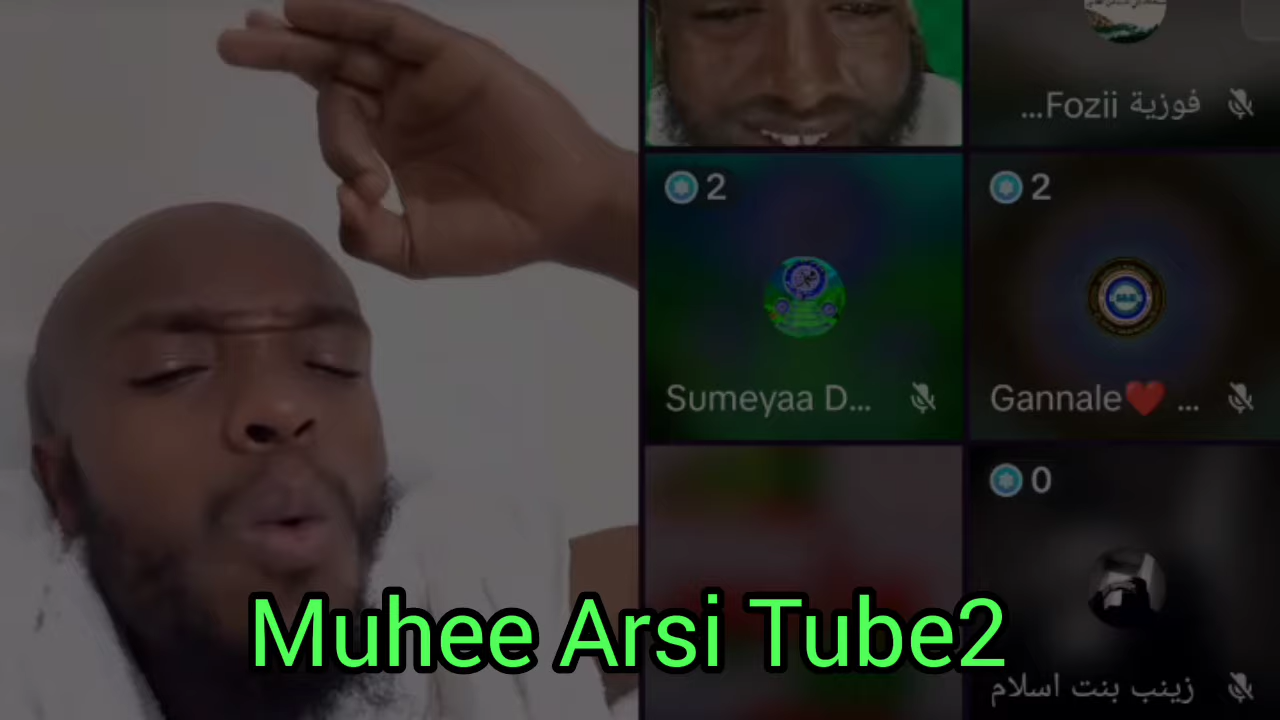 فوزية Fozii...
2
2
Sumeyaa D...
Gannale❤️ ...
0
زينب بنت اسلام
Muhee Arsi Tube2